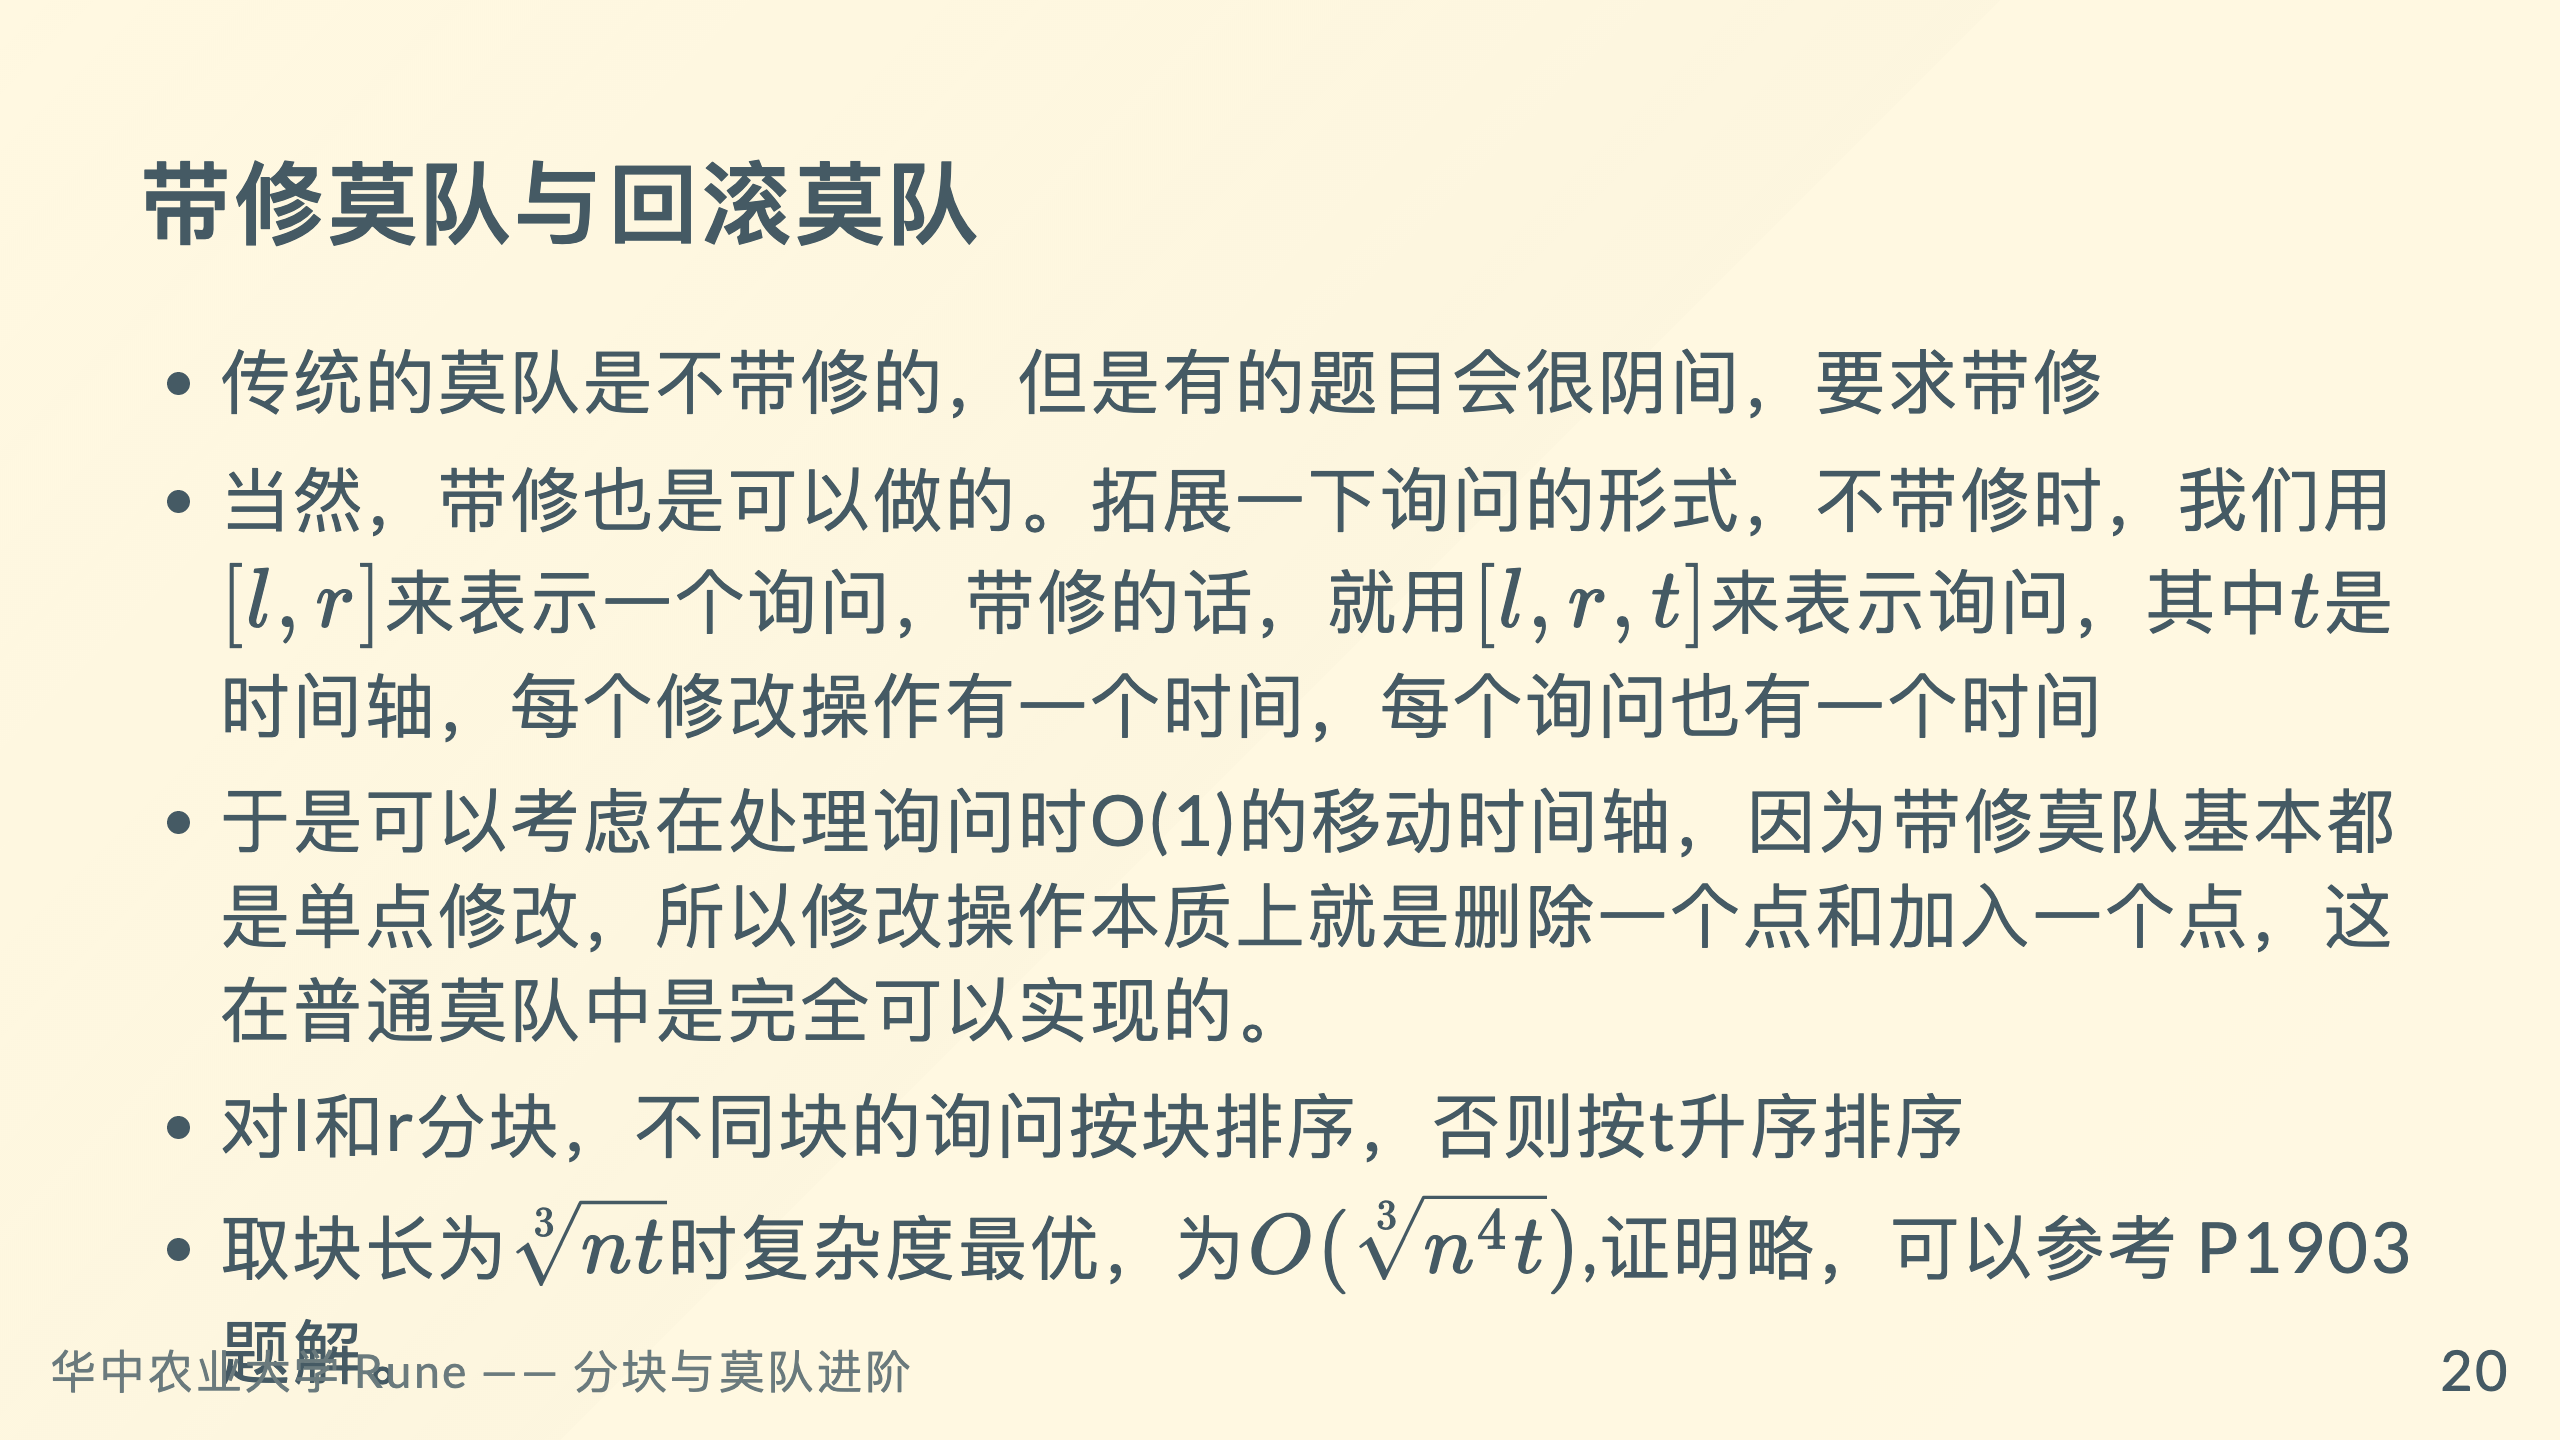 带修莫队与回滚莫队
• 传统的莫队是不带修的，但是有的题目会很阴间，要求带修
• 当然，带修也是可以做的。拓展一下询问的形式，不带修时，我们用
[l, r]来表示一个询问，带修的话，就用[l, r, t]来表示询问，其中t是
时间轴，每个修改操作有一个时间，每个询问也有一个时间
• 于是可以考虑在处理询问时O(1)的移动时间轴，因为带修莫队基本都
是单点修改，所以修改操作本质上就是删除一个点和加入一个点，这
在普通莫队中是完全可以实现的。
• 对l和r分块，不同块的询问按块排序，否则按t升序排序
• 取块长为∛(nt)时复杂度最优，为O(∛(n⁴t)),证明略，可以参考 P1903
题解。
华中农业大学 Rune —— 分块与莫队进阶
20